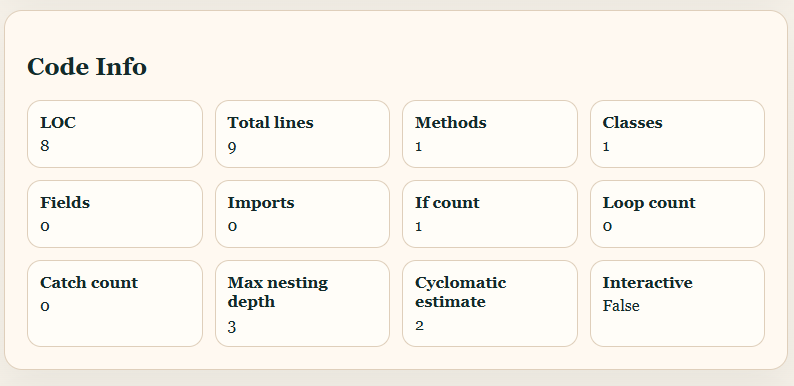 Code Info
LOC
8
Total lines
9
Methods
1
Classes
1
Fields
0
Imports
0
If count
1
Loop count
0
Catch count
0
Max nesting
depth
3
Cyclomatic
estimate
2
Interactive
False